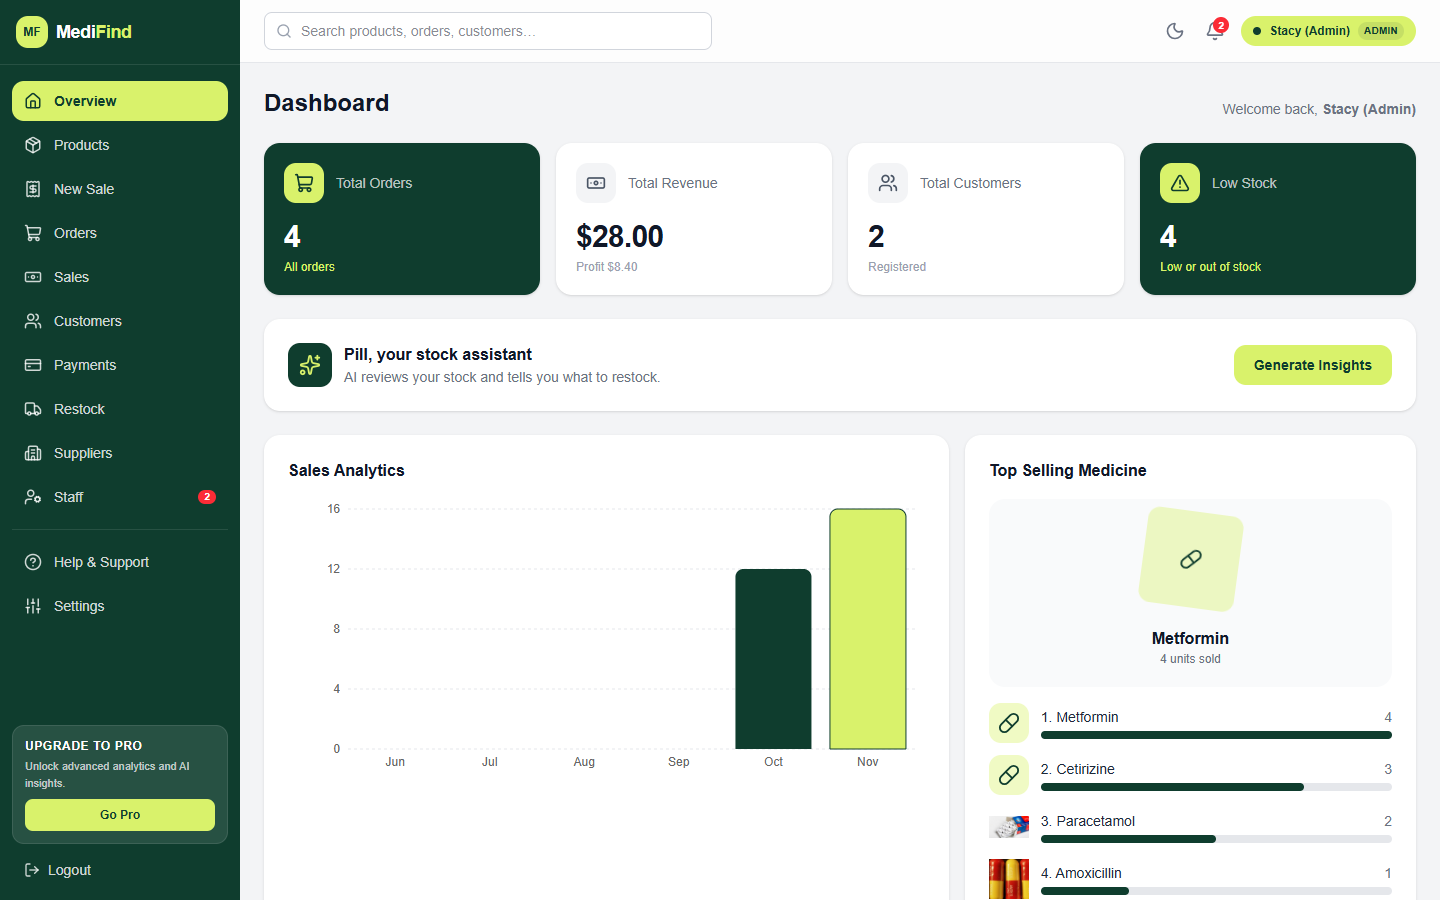 MF MediFind
Overview
Products
New Sale
Orders
Sales
Customers
Payments
Restock
Suppliers
Staff 2
Help & Support
Settings
UPGRADE TO PRO
Unlock advanced analytics and AI
insights.
Go Pro
Logout
Search products, orders, customers...
2
Stacy (Admin) ADMIN
Dashboard
Welcome back, Stacy (Admin)
Total Orders
4
All orders
Total Revenue
$28.00
Profit $8.40
Total Customers
2
Registered
Low Stock
4
Low or out of stock
Pill, your stock assistant
AI reviews your stock and tells you what to restock.
Generate Insights
Sales Analytics
16
12
8
4
0
Jun Jul Aug Sep Oct Nov
Top Selling Medicine
Metformin
4 units sold
1. Metformin 4
2. Cetirizine 3
3. Paracetamol 2
4. Amoxicillin 1